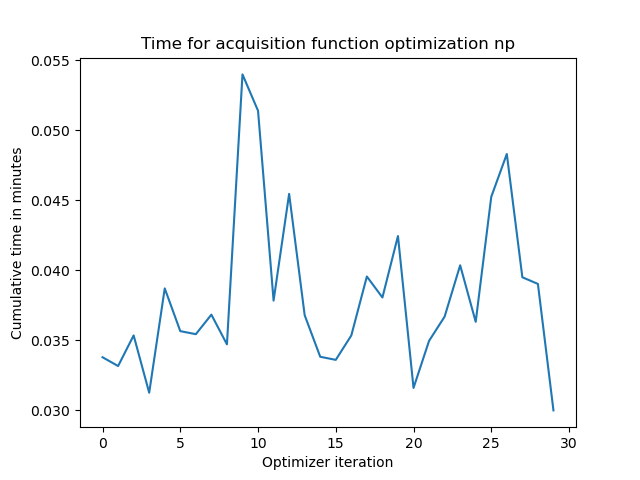 Time for acquisition function optimization np
0.055
0.050
0.045
0.040
0.035
0.030
Cumulative time in minutes
0 5 10 15 20 25 30
Optimizer iteration